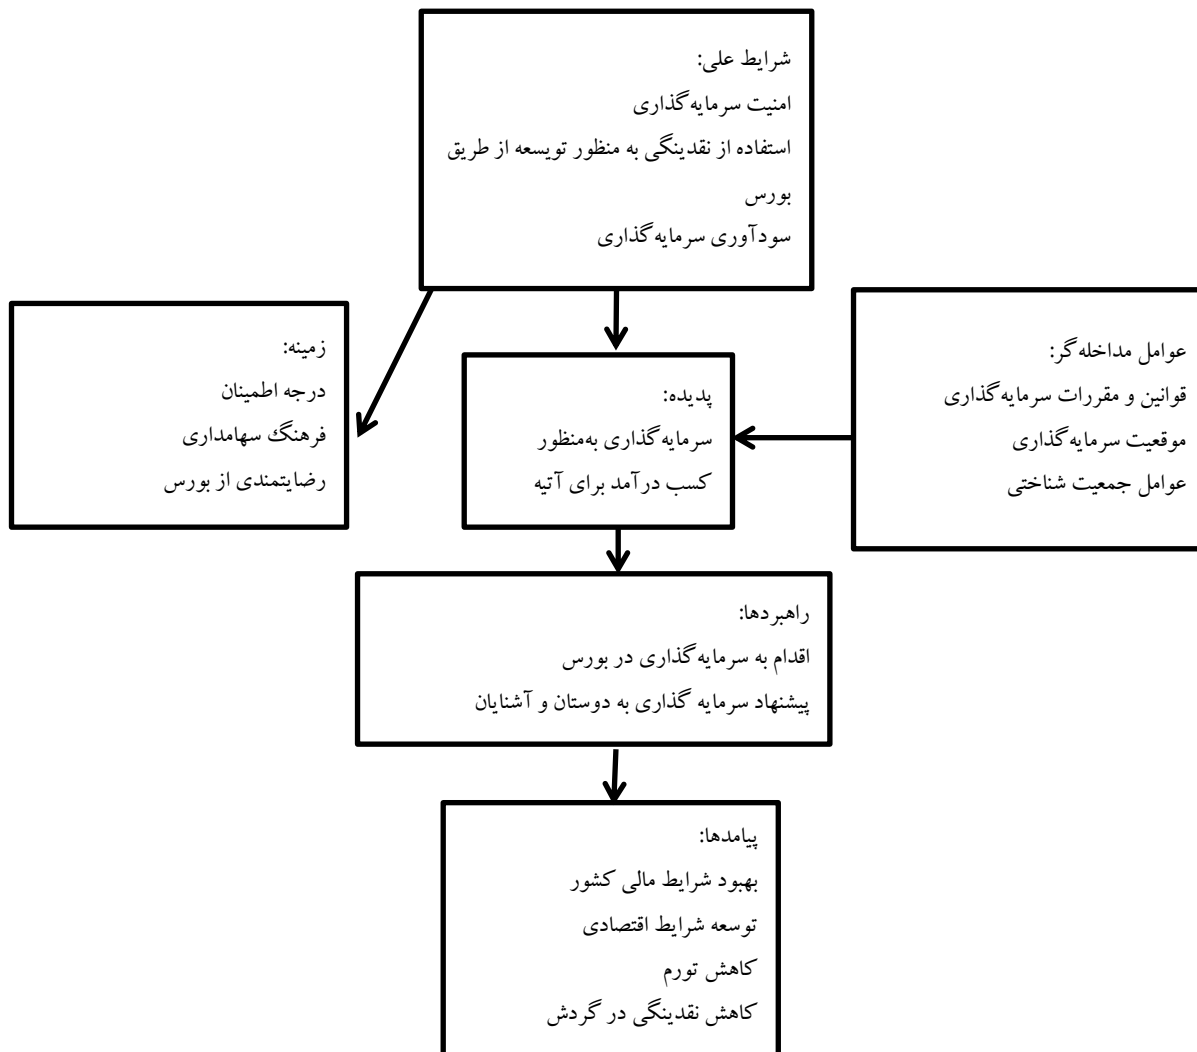 شرایط علی:
امنیت سرمایه‌گذاری
استفاده از نقدینگی به منظور تویسعه از طریق
بورس
سودآوری سرمایه‌گذاری
عوامل مداخله‌گر:
قوانین و مقررات سرمایه‌گذاری
موقعیت سرمایه‌گذاری
عوامل جمعیت شناختی
پدیده:
سرمایه‌گذاری به‌منظور
کسب درآمد برای آتیه
زمینه:
درجه اطمینان
فرهنگ سهامداری
رضایتمندی از بورس
راهبردها:
اقدام به سرمایه‌گذاری در بورس
پیشنهاد سرمایه گذاری به دوستان و آشنایان
پیامدها:
بهبود شرایط مالی کشور
توسعه شرایط اقتصادی
کاهش تورم
کاهش نقدینگی در گردش